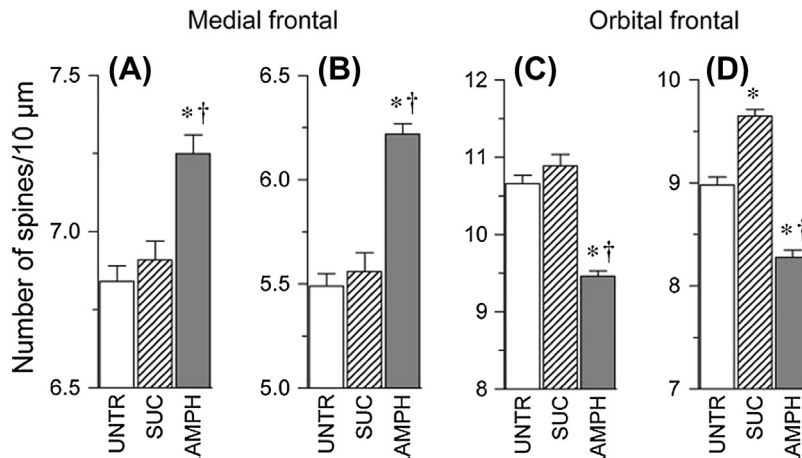 Medial frontal
Orbital frontal
(A)
(B)
(C)
(D)
Number of spines/10 μm
7.5
7.0
6.5
*†
UNTR
SUC
AMPH
6.5
6.0
5.5
5.0
*†
UNTR
SUC
AMPH
12
11
10
9
8
*†
UNTR
SUC
AMPH
10
9
8
7
*
*†
UNTR
SUC
AMPH